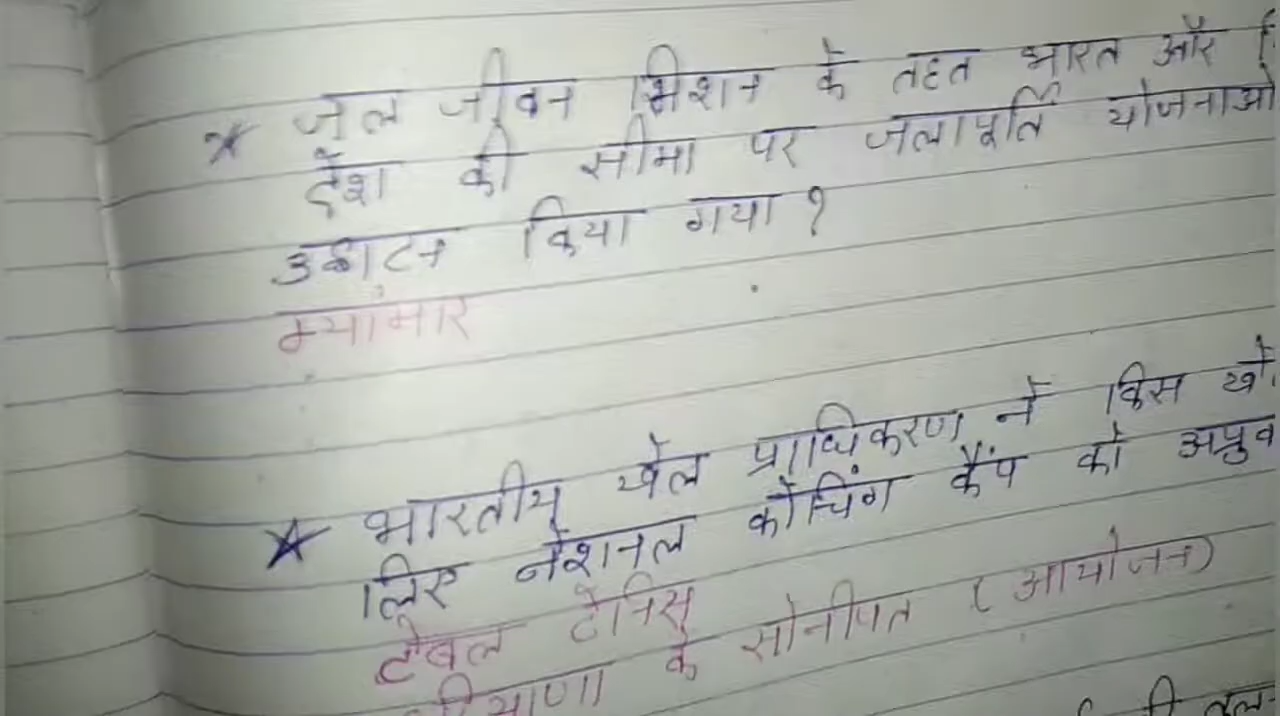 * जल जीवन मिशन के तहत भारत और
देश की सीमा पर जलापूर्ति योजनाओ
उद्घाटन किया गया ?
म्यांमार
* भारतीय खेल प्राधिकरण ने किस खे
लिए नेशनल कोचिंग कैंप को अप्रुव
टेबल टेनिस
रियाणा के सोनीपत ( आयोजन )